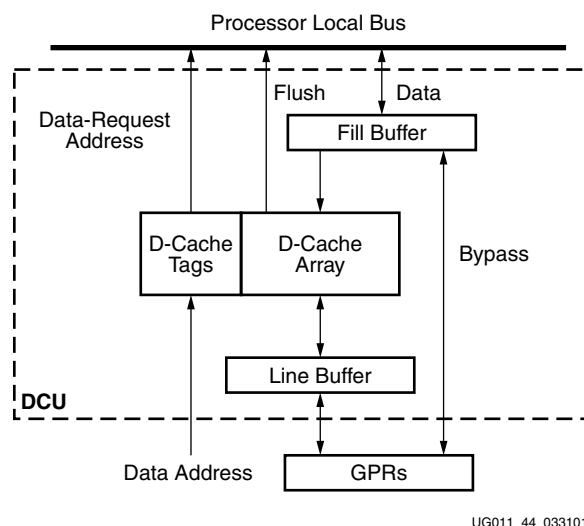 Processor Local Bus
Flush
Data
Data-Request
Address
Fill Buffer
D-Cache
Tags
D-Cache
Array
Bypass
Line Buffer
DCU
Data Address
GPRs
UG011_44_033101